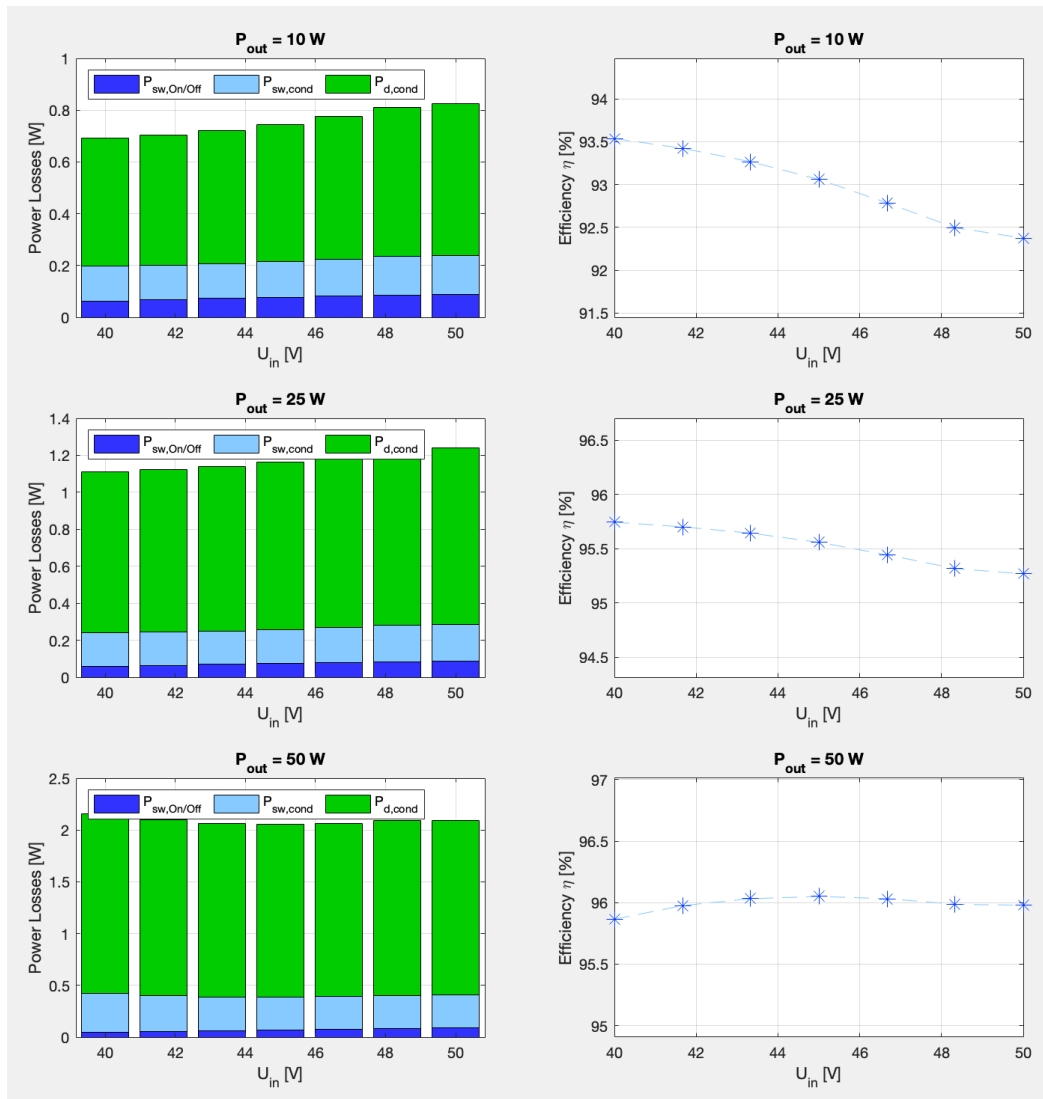 P_out = 10 W
P_sw,On/Off P_sw,cond P_d,cond
Power Losses [W]
1
0.8
0.6
0.4
0.2
0
40 42 44 46 48 50
U_in [V]
P_out = 10 W
Efficiency η [%]
94
93.5
93
92.5
92
91.5
40 42 44 46 48 50
U_in [V]
P_out = 25 W
P_sw,On/Off P_sw,cond P_d,cond
Power Losses [W]
1.4
1.2
1
0.8
0.6
0.4
0.2
0
40 42 44 46 48 50
U_in [V]
P_out = 25 W
Efficiency η [%]
96.5
96
95.5
95
94.5
40 42 44 46 48 50
U_in [V]
P_out = 50 W
P_sw,On/Off P_sw,cond P_d,cond
Power Losses [W]
2.5
2
1.5
1
0.5
0
40 42 44 46 48 50
U_in [V]
P_out = 50 W
Efficiency η [%]
97
96.5
96
95.5
95
40 42 44 46 48 50
U_in [V]